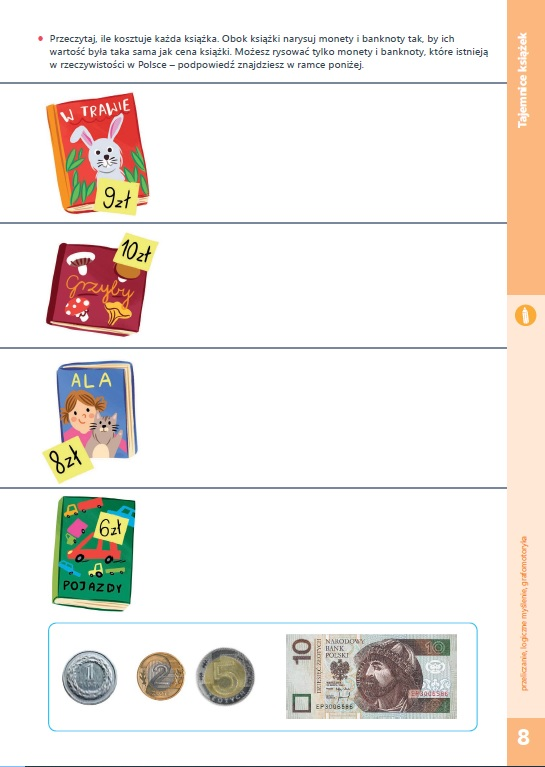 Przeczytaj, ile kosztuje każda książka. Obok książki narysuj monety i banknoty tak, by ich
wartość była taka sama jak cena książki. Możesz rysować tylko monety i banknoty, które istnieją
w rzeczywistości w Polsce – podpowiedź znajdziesz w ramce poniżej.
Tajemnice książek
W TRAWIE
9zł
10zł
Grzyby
ALA
8zł
6zł
POJAZDY
przeliczanie, logiczne myślenie, grafomotoryka
1
2
5
ZŁOTYCH
10
DZIESIĘĆ ZŁOTYCH
NARODOWY
BANK
POLSKI
10
EP3006586
EP3006586
8